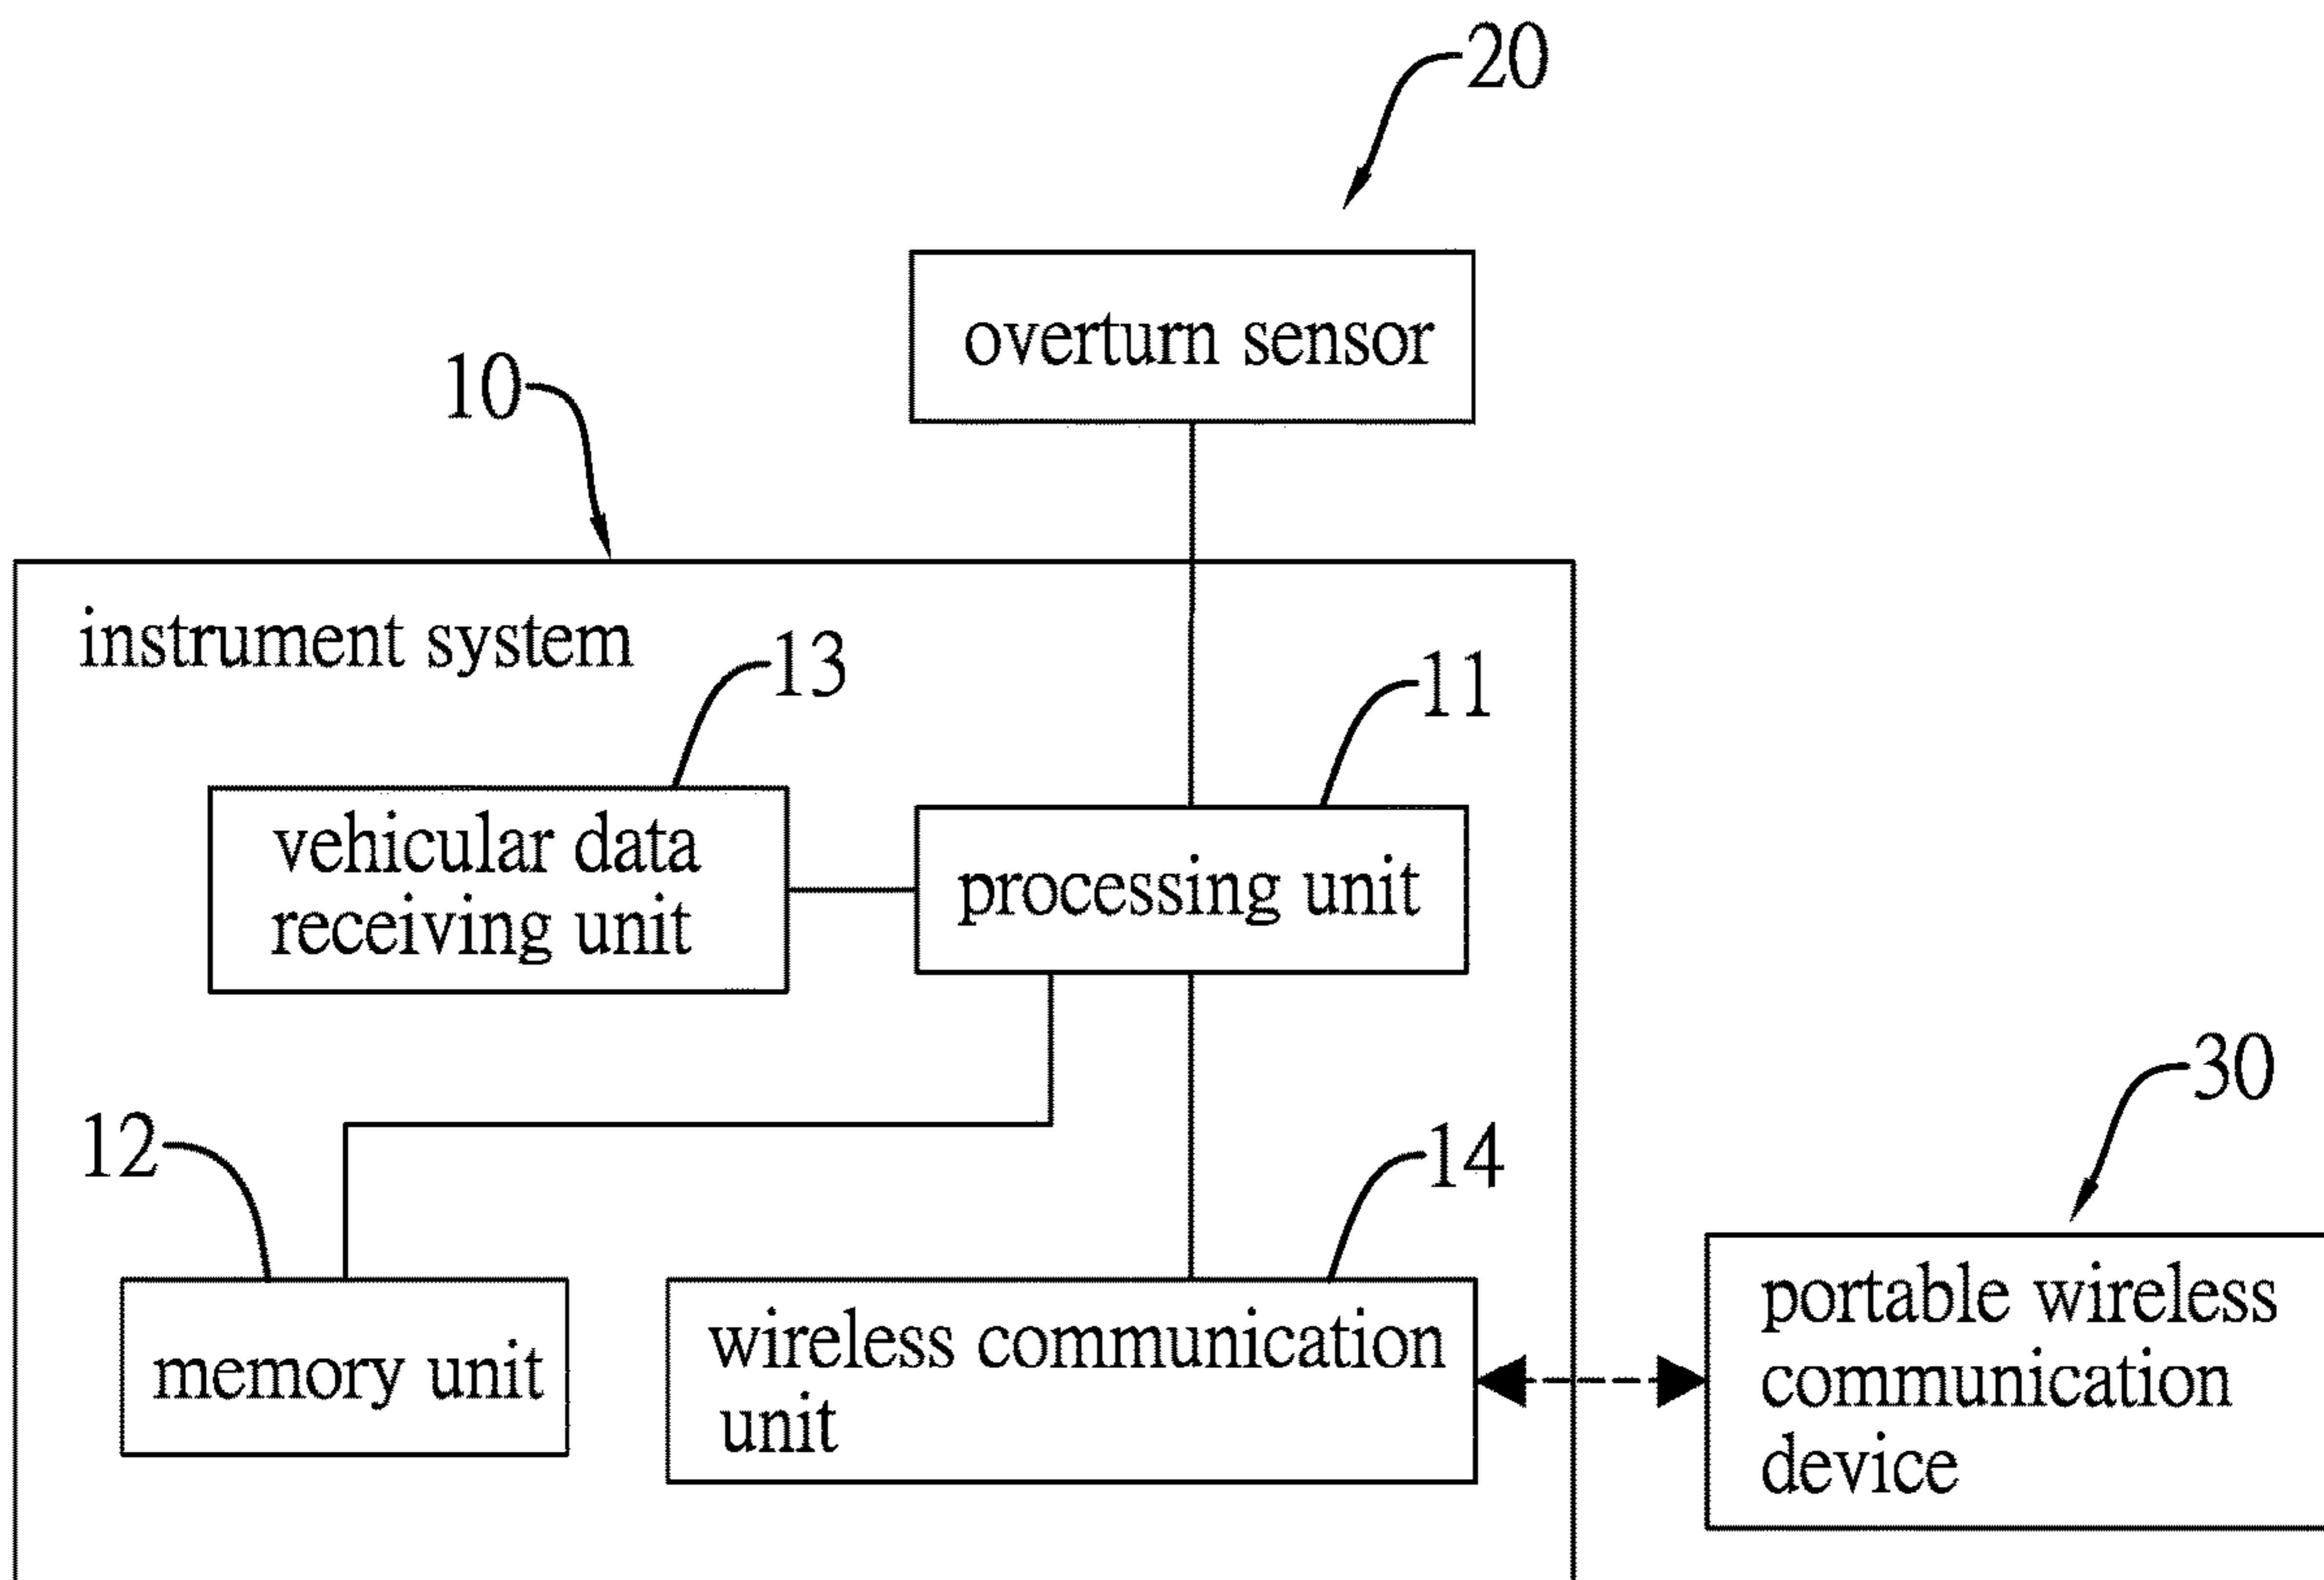 20
overturn sensor
10
instrument system
13
11
vehicular data
receiving unit
processing unit
30
12
14
memory unit
wireless communication
unit
portable wireless
communication
device